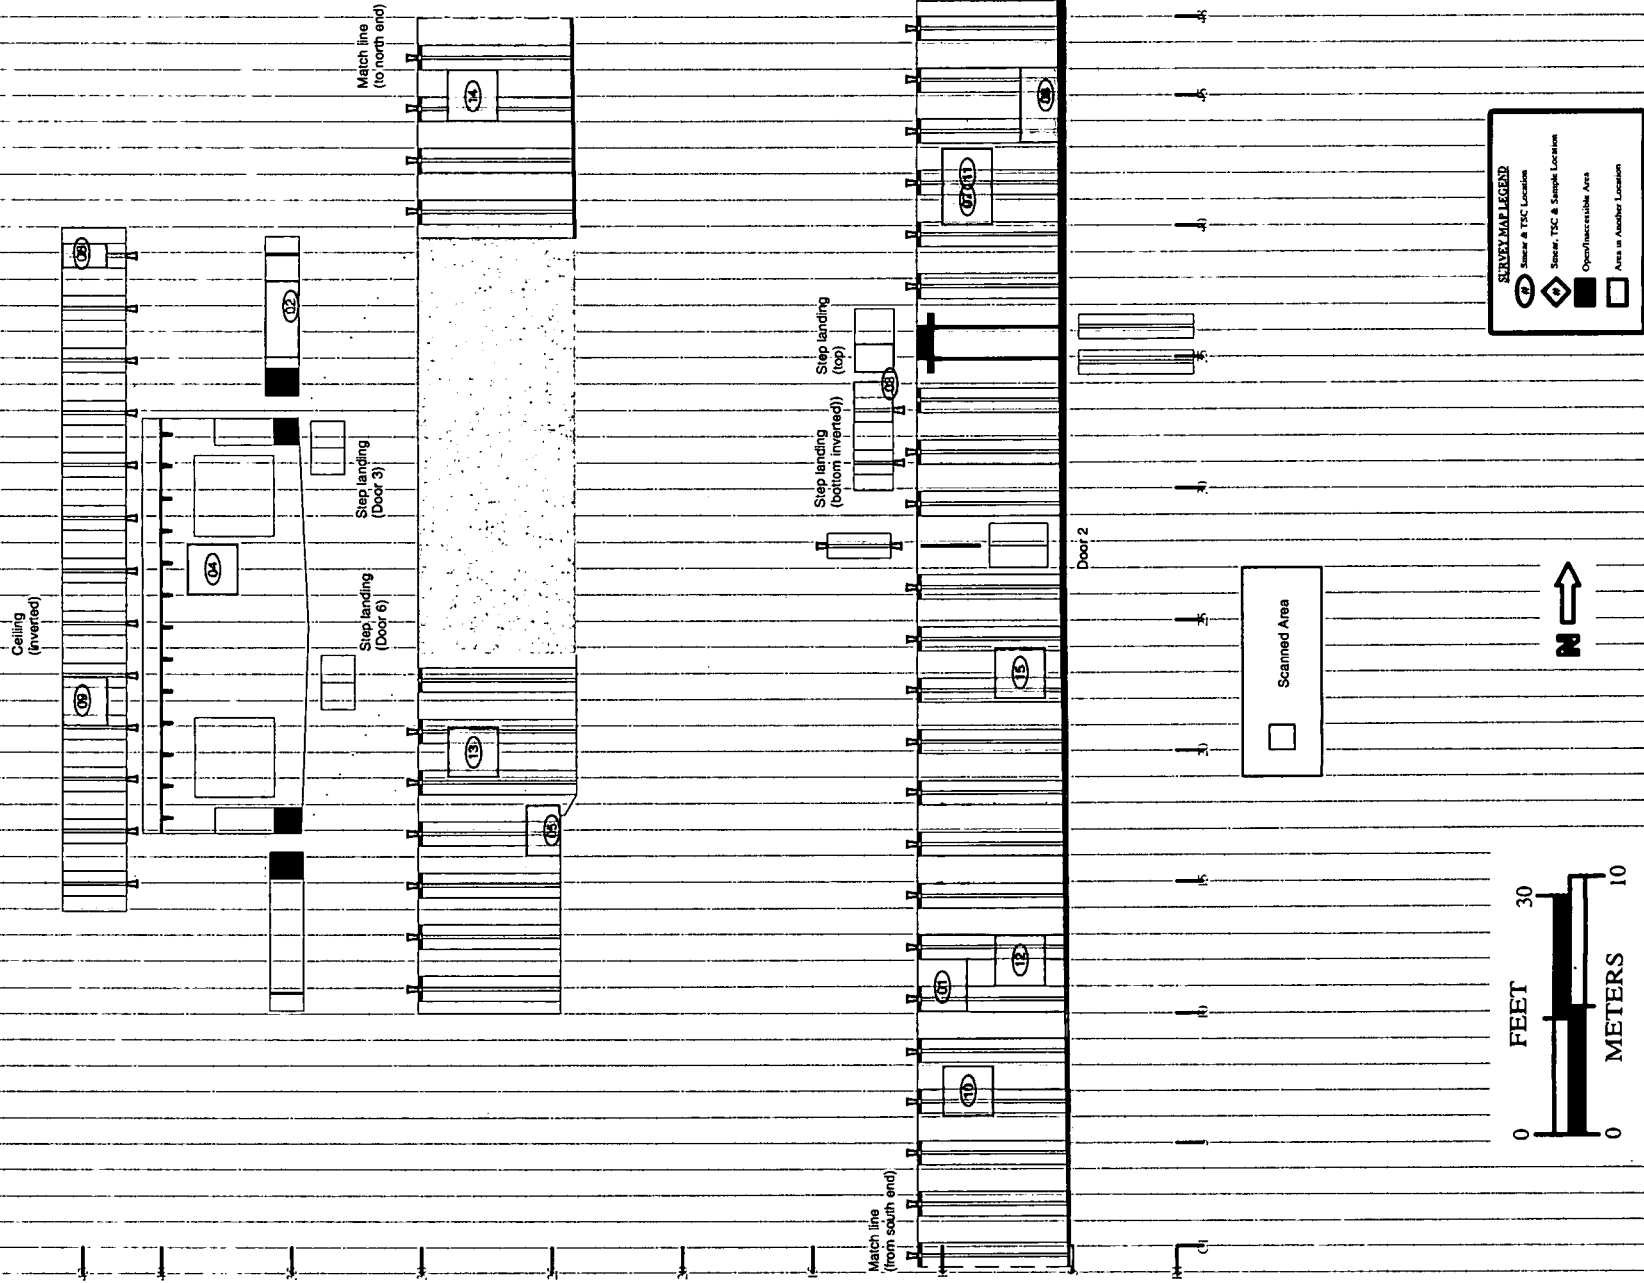 Match line
(to north end)
14
08
Ceiling
(Inverted)
02
04
09
Step landing
(Door 3)
Step landing
(Door 6)
13
05
Step landing
(top)
Step landing
(bottom inverted))
03
07
11
Door 2
15
12
01
10
Match line
(from south end)
SURVEY MAP LEGEND
#
Smear & TSC Location
#
Smear, TSC & Sample Location
Open/Inaccessible Area
Area in Another Location
Scanned Area
N
FEET
0
30
0
10
METERS